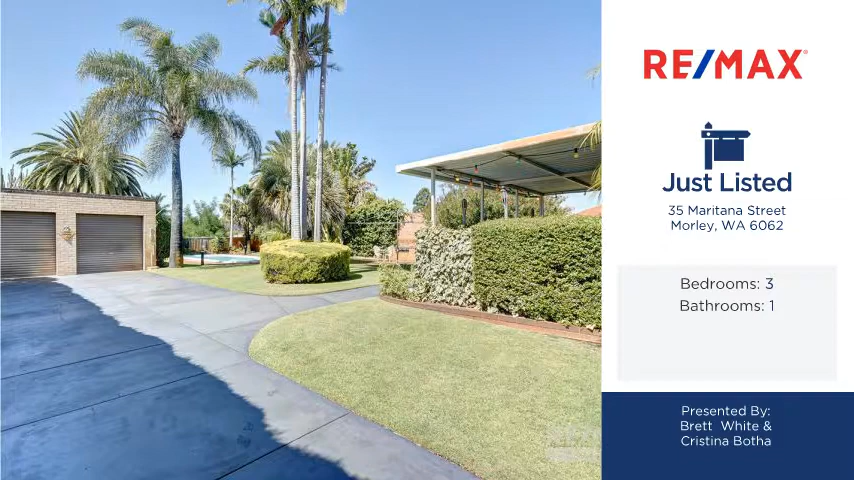 RE/MAX
Just Listed
35 Maritana Street
Morley, WA 6062
Bedrooms: 3
Bathrooms: 1
Presented By:
Brett White &
Cristina Botha